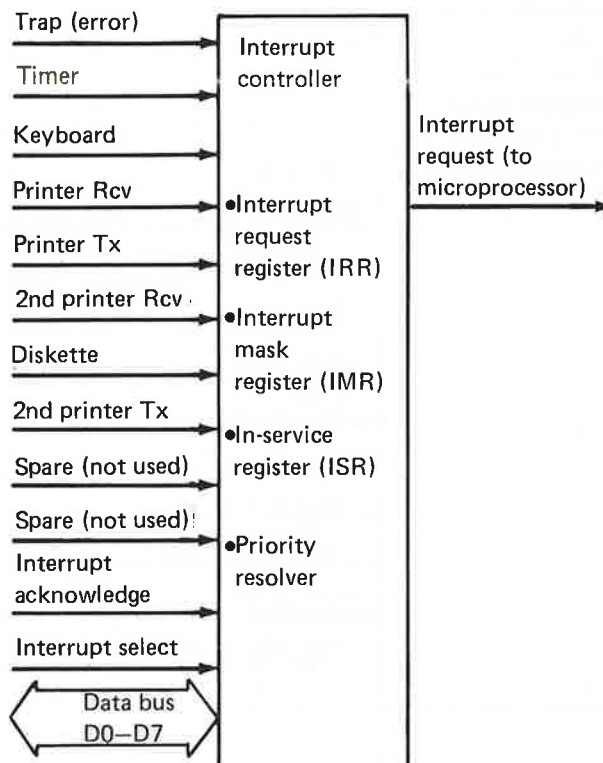 Trap (error)
Timer
Keyboard
Printer Rcv
Printer Tx
2nd printer Rcv
Diskette
2nd printer Tx
Spare (not used)
Spare (not used)
Interrupt
acknowledge
Interrupt select
Data bus
D0–D7
Interrupt
controller
•Interrupt
request
register (IRR)
•Interrupt
mask
register (IMR)
•In-service
register (ISR)
•Priority
resolver
Interrupt
request (to
microprocessor)